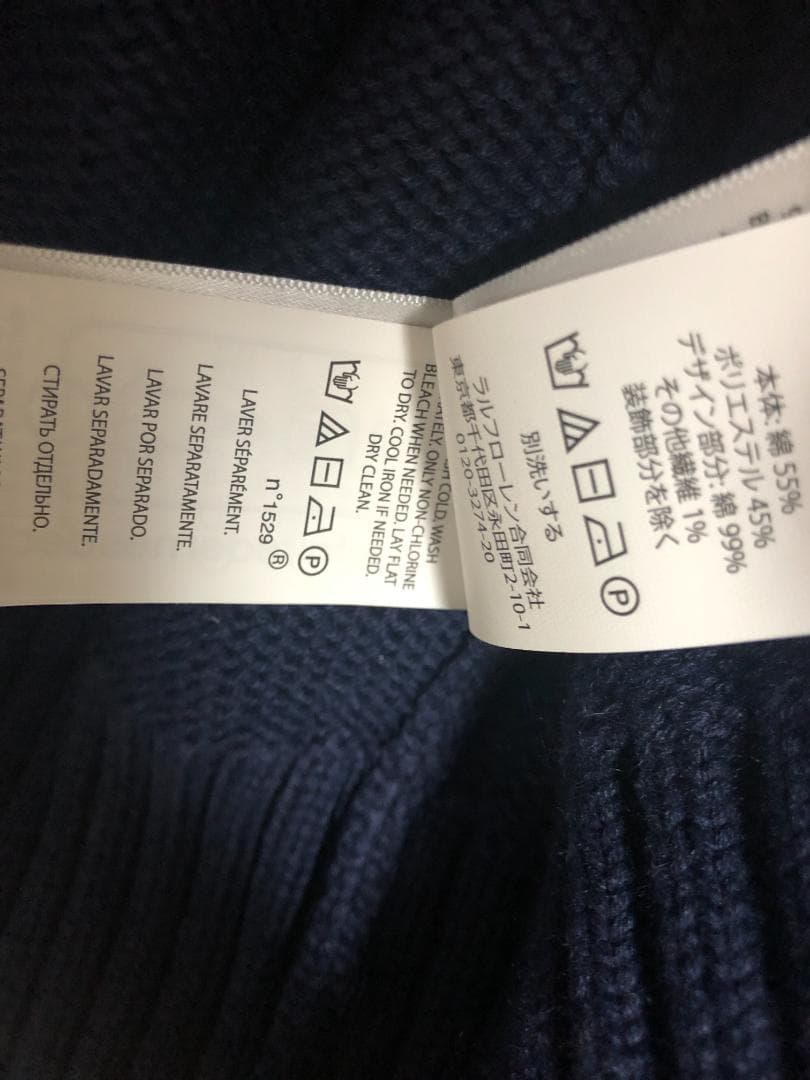 本体: 綿 55%
ポリエステル 45%
デザイン部分: 綿 99%
その他繊維 1%
装飾部分を除く
P
別洗いする
ラルフローレン合同会社
東京都千代田区永田町2-10-1
0120-3274-20
COLD, WASH
ONLY NON-CHLORINE
BLEACH WHEN NEEDED, LAY FLAT
TO DRY. COOL IRON IF NEEDED.
DRY CLEAN.
P
n°1529 ®
LAVER SÉPARÉMENT.
LAVARE SEPARATAMENTE.
LAVAR POR SEPARADO.
LAVAR SEPARADAMENTE.
СТИРАТЬ ОТДЕЛЬНО.